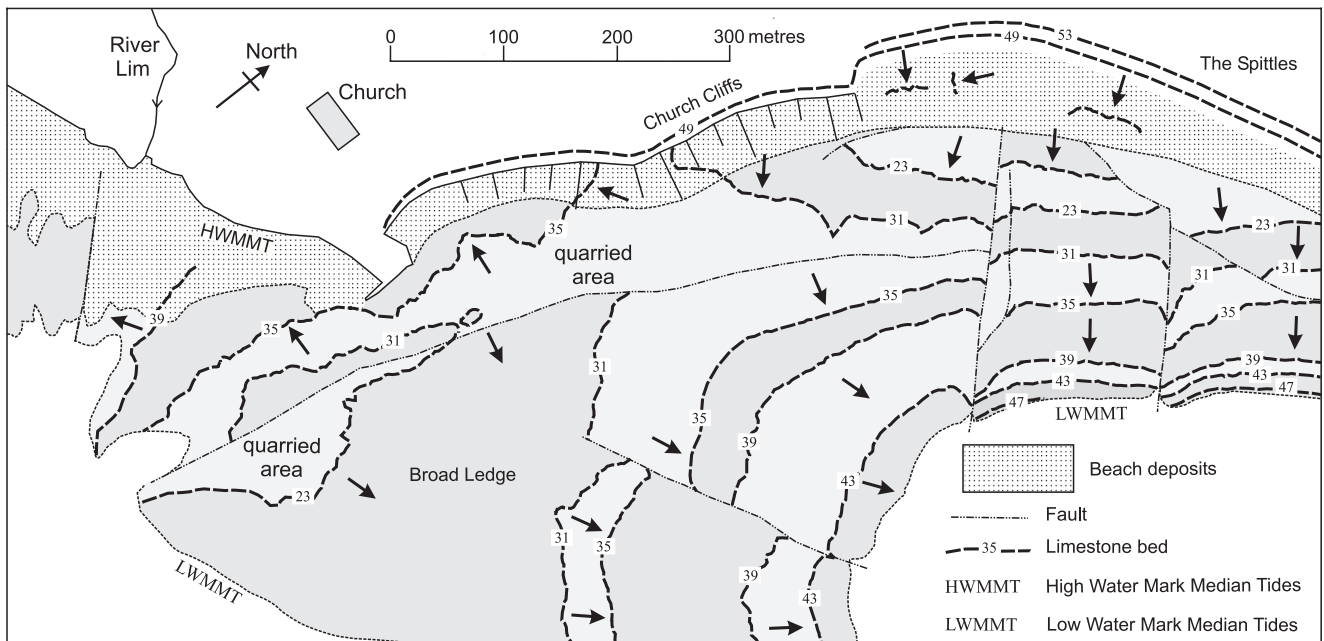 River
Lim
North
0 100 200 300 metres
Church
Church Cliffs
49
49
53
The Spittles
HWMMT
quarried
area
quarried
area
Broad Ledge
LWMMT
LWMMT
39
35
31
23
35
31
35
31
35
23
31
35
39
43
39
43
23
31
35
39
43
47
23
31
31
35
39
43
47
Beach deposits
Fault
35 Limestone bed
HWMMT High Water Mark Median Tides
LWMMT Low Water Mark Median Tides